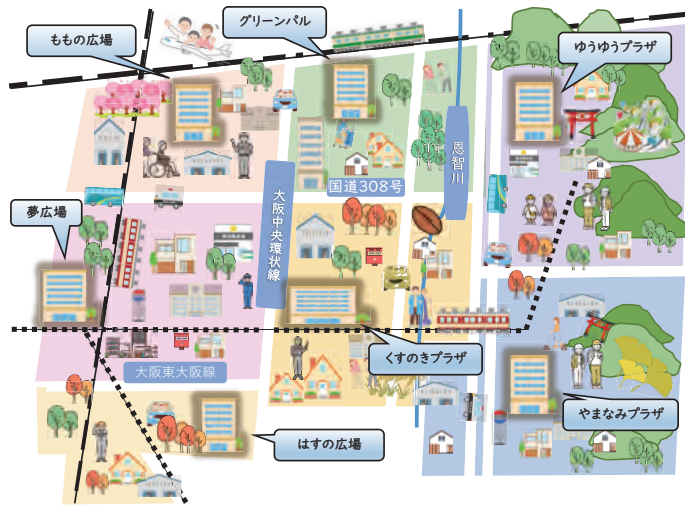 グリーンパル
ももの広場
ゆうゆうプラザ
恩智川
国道308号
大阪中央環状線
夢広場
くすのきプラザ
大阪東大阪線
やまなみプラザ
はすの広場